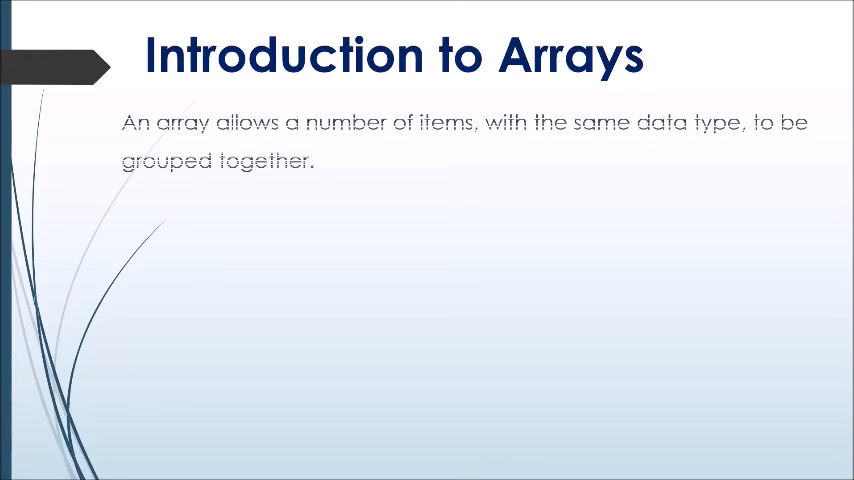 Introduction to Arrays
An array allows a number of items, with the same data type, to be
grouped together.